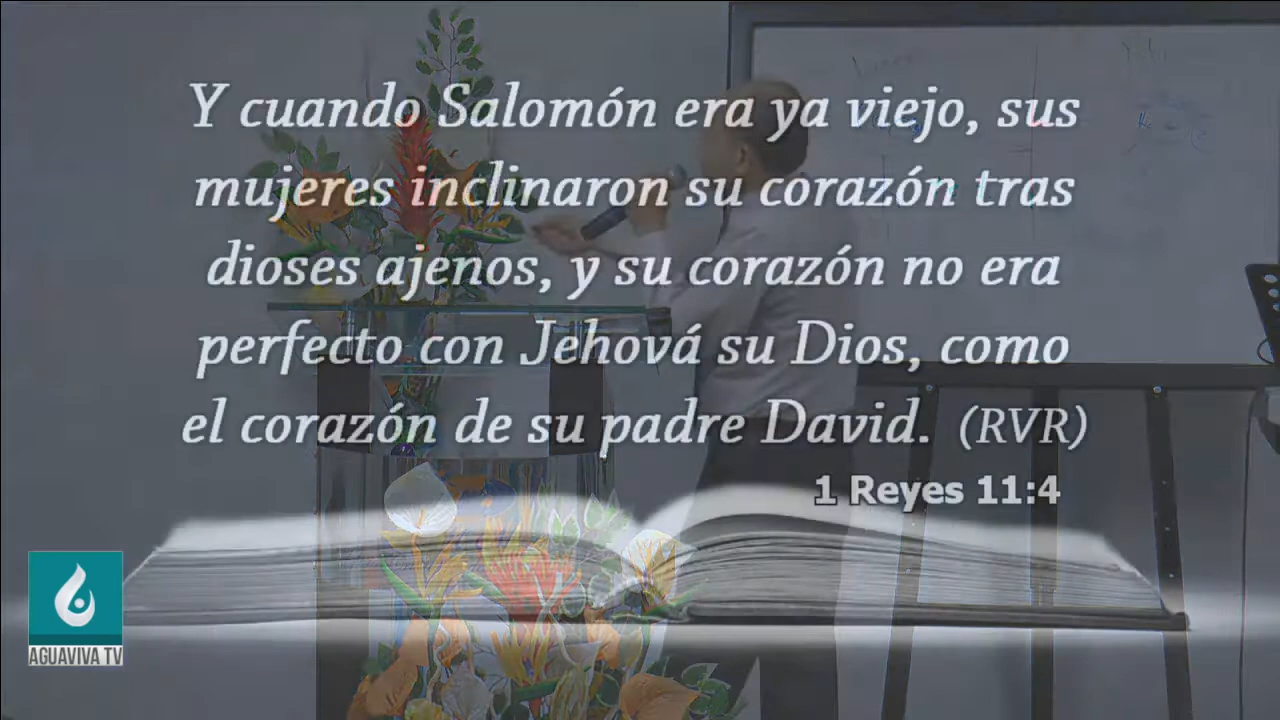 Y cuando Salomón era ya viejo, sus
mujeres inclinaron su corazón tras
dioses ajenos, y su corazón no era
perfecto con Jehová su Dios, como
el corazón de su padre David. (RVR)
1 Reyes 11:4
AGUAVIVA TV